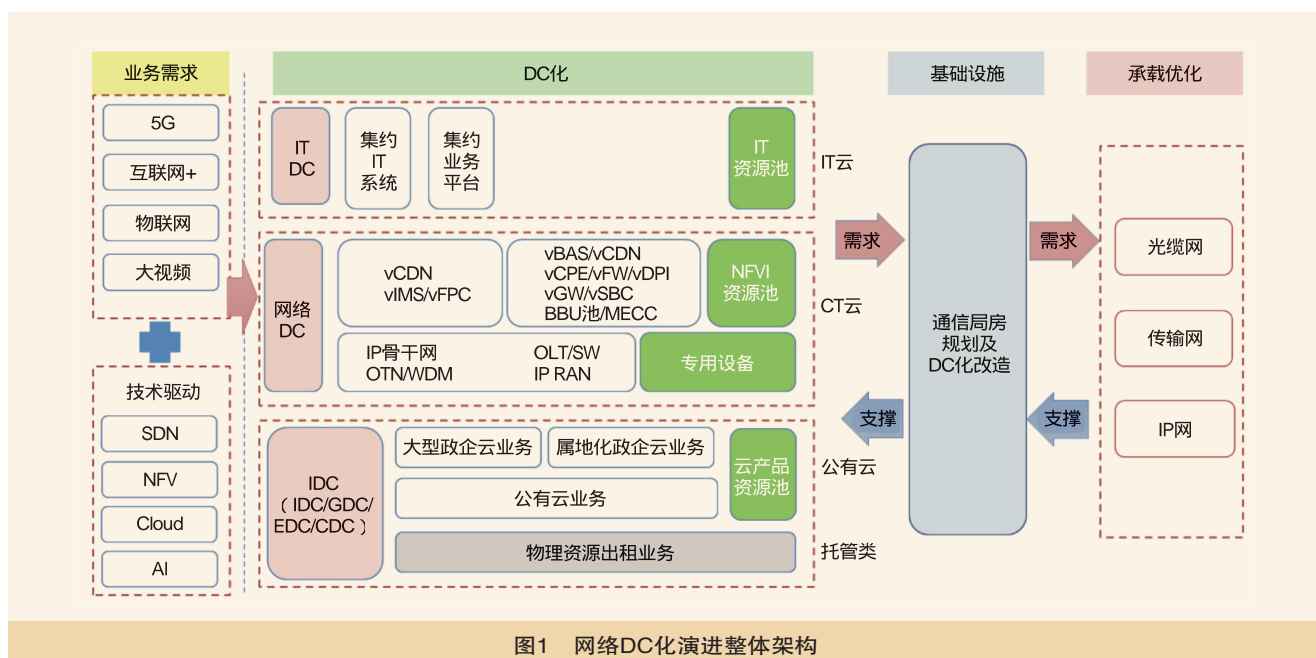 业务需求
5G
互联网+
物联网
大视频
技术驱动
SDN
NFV
Cloud
AI
DC化
IT
DC
集约
IT
系统
集约
业务
平台
IT
资源池
IT云
网络
DC
vCDN
vIMS/vFPC
vBAS/vCDN
vCPE/vFW/vDPI
vGW/vSBC
BBU池/MECC
NFVI
资源池
CT云
IP骨干网
OTN/WDM
OLT/SW
IP RAN
专用设备
IDC
（IDC/GDC/
EDC/CDC）
大型政企云业务
属地化政企云业务
公有云业务
云产品
资源池
公有云
物理资源出租业务
托管类
需求
支撑
基础设施
通信局房
规划及
DC化改造
需求
支撑
承载优化
光缆网
传输网
IP网
图1 网络DC化演进整体架构